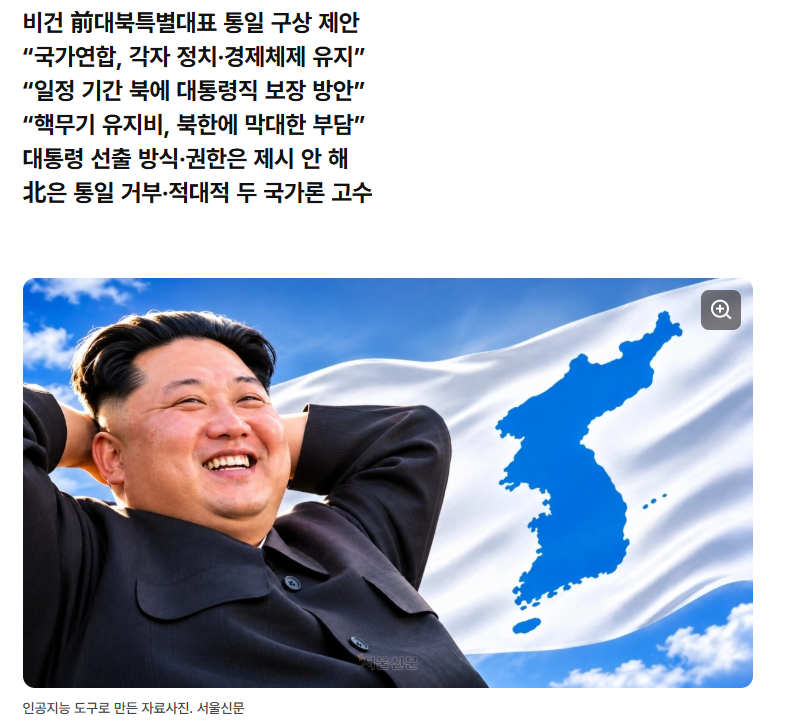 비건 前대북특별대표 통일 구상 제안
“국가연합, 각자 정치·경제체제 유지”
“일정 기간 북에 대통령직 보장 방안”
“핵무기 유지비, 북한에 막대한 부담”
대통령 선출 방식·권한은 제시 안 해
북은 통일 거부·적대적 두 국가론 고수
서울신문
인공지능 도구로 만든 자료사진. 서울신문